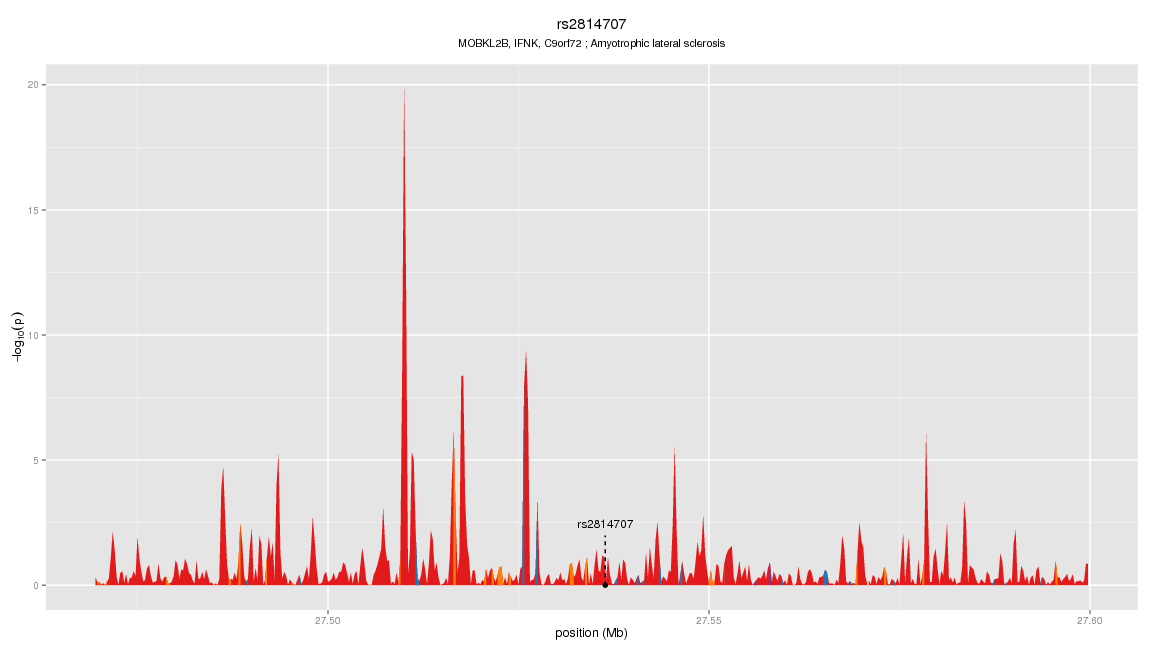 rs2814707
MOBKL2B, IFNK, C9orf72 ; Amyotrophic lateral sclerosis
20
15
10
5
0
−log₁₀(p)
rs2814707
27.50
27.55
27.60
position (Mb)